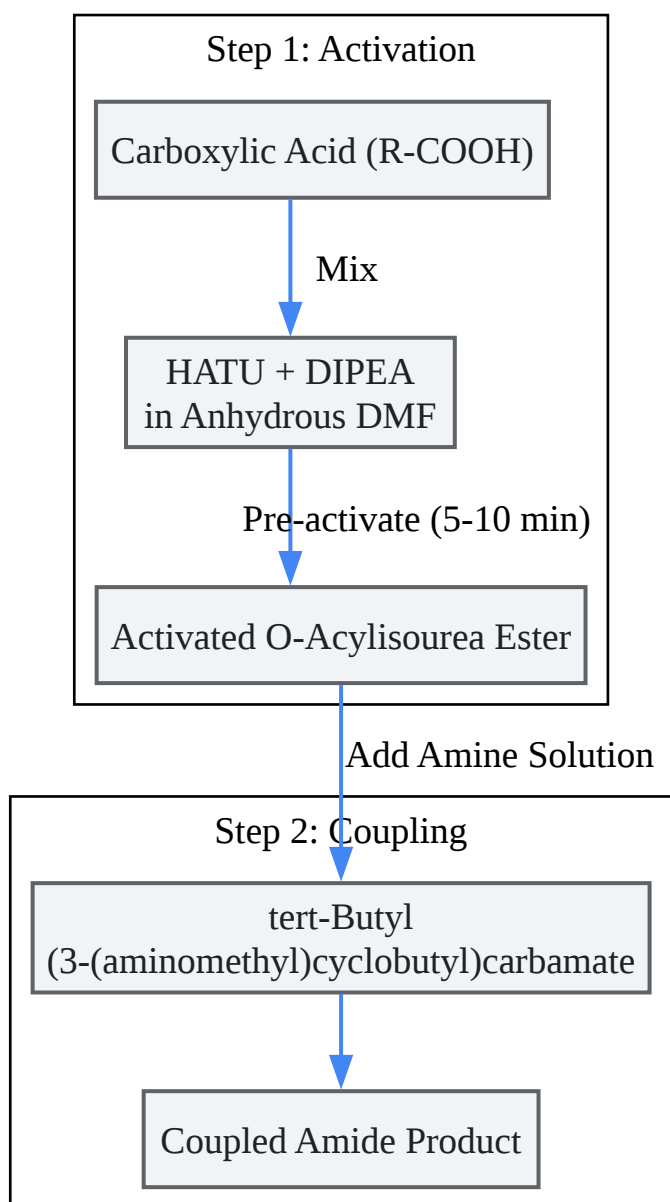 Step 1: Activation
Carboxylic Acid (R-COOH)
Mix
HATU + DIPEA
in Anhydrous DMF
Pre-activate (5-10 min)
Activated O-Acylisourea Ester
Add Amine Solution
Step 2: Coupling
tert-Butyl
(3-(aminomethyl)cyclobutyl)carbamate
Coupled Amide Product